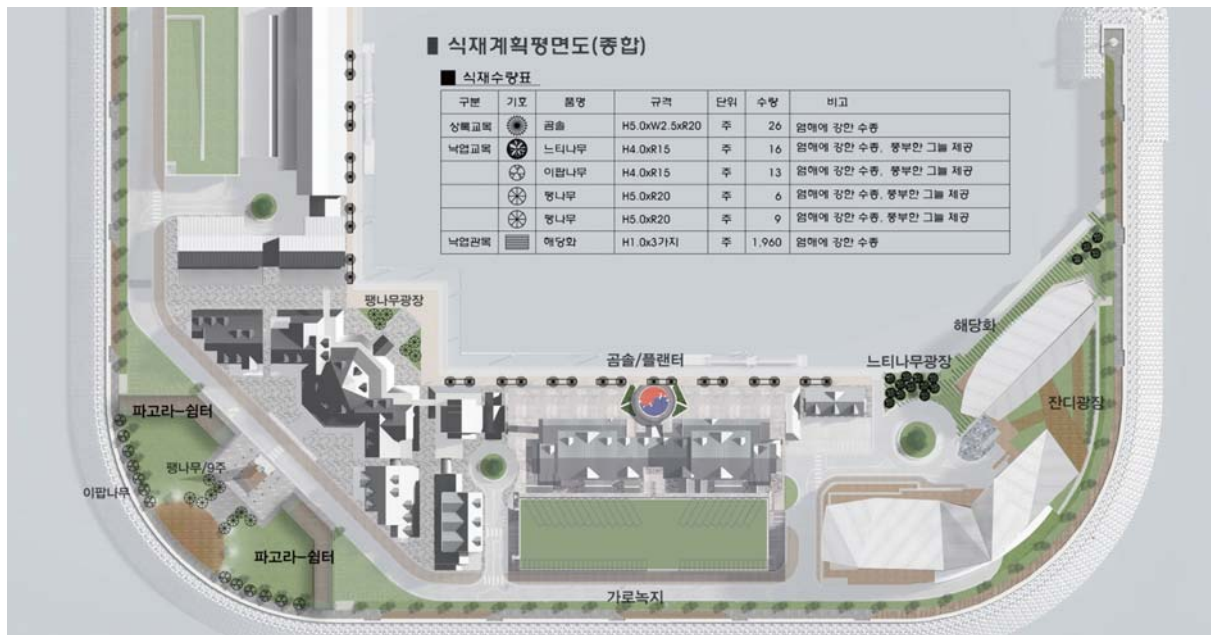 식재계획평면도(종합)
식재수량표
구분 기호 품명 규격 단위 수량 비고
상록교목 곰솔 H5.0xW2.5xR20 주 26 염해에 강한 수종
낙엽교목 느티나무 H4.0xR15 주 16 염해에 강한 수종, 풍부한 그늘 제공
이팝나무 H4.0xR15 주 13 염해에 강한 수종, 풍부한 그늘 제공
팽나무 H5.0xR20 주 6 염해에 강한 수종, 풍부한 그늘 제공
팽나무 H5.0xR20 주 9 염해에 강한 수종, 풍부한 그늘 제공
낙엽관목 해당화 H1.0x3가지 주 1,960 염해에 강한 수종
팽나무광장
해당화
곰솔/플랜터
느티나무광장
파고라-쉼터
잔디광장
팽나무/9주
이팝나무
파고라-쉼터
가로녹지